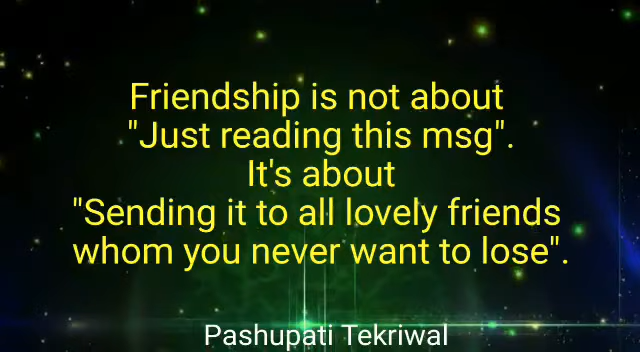 Friendship is not about
"Just reading this msg".
It's about
"Sending it to all lovely friends
whom you never want to lose".
Pashupati Tekriwal